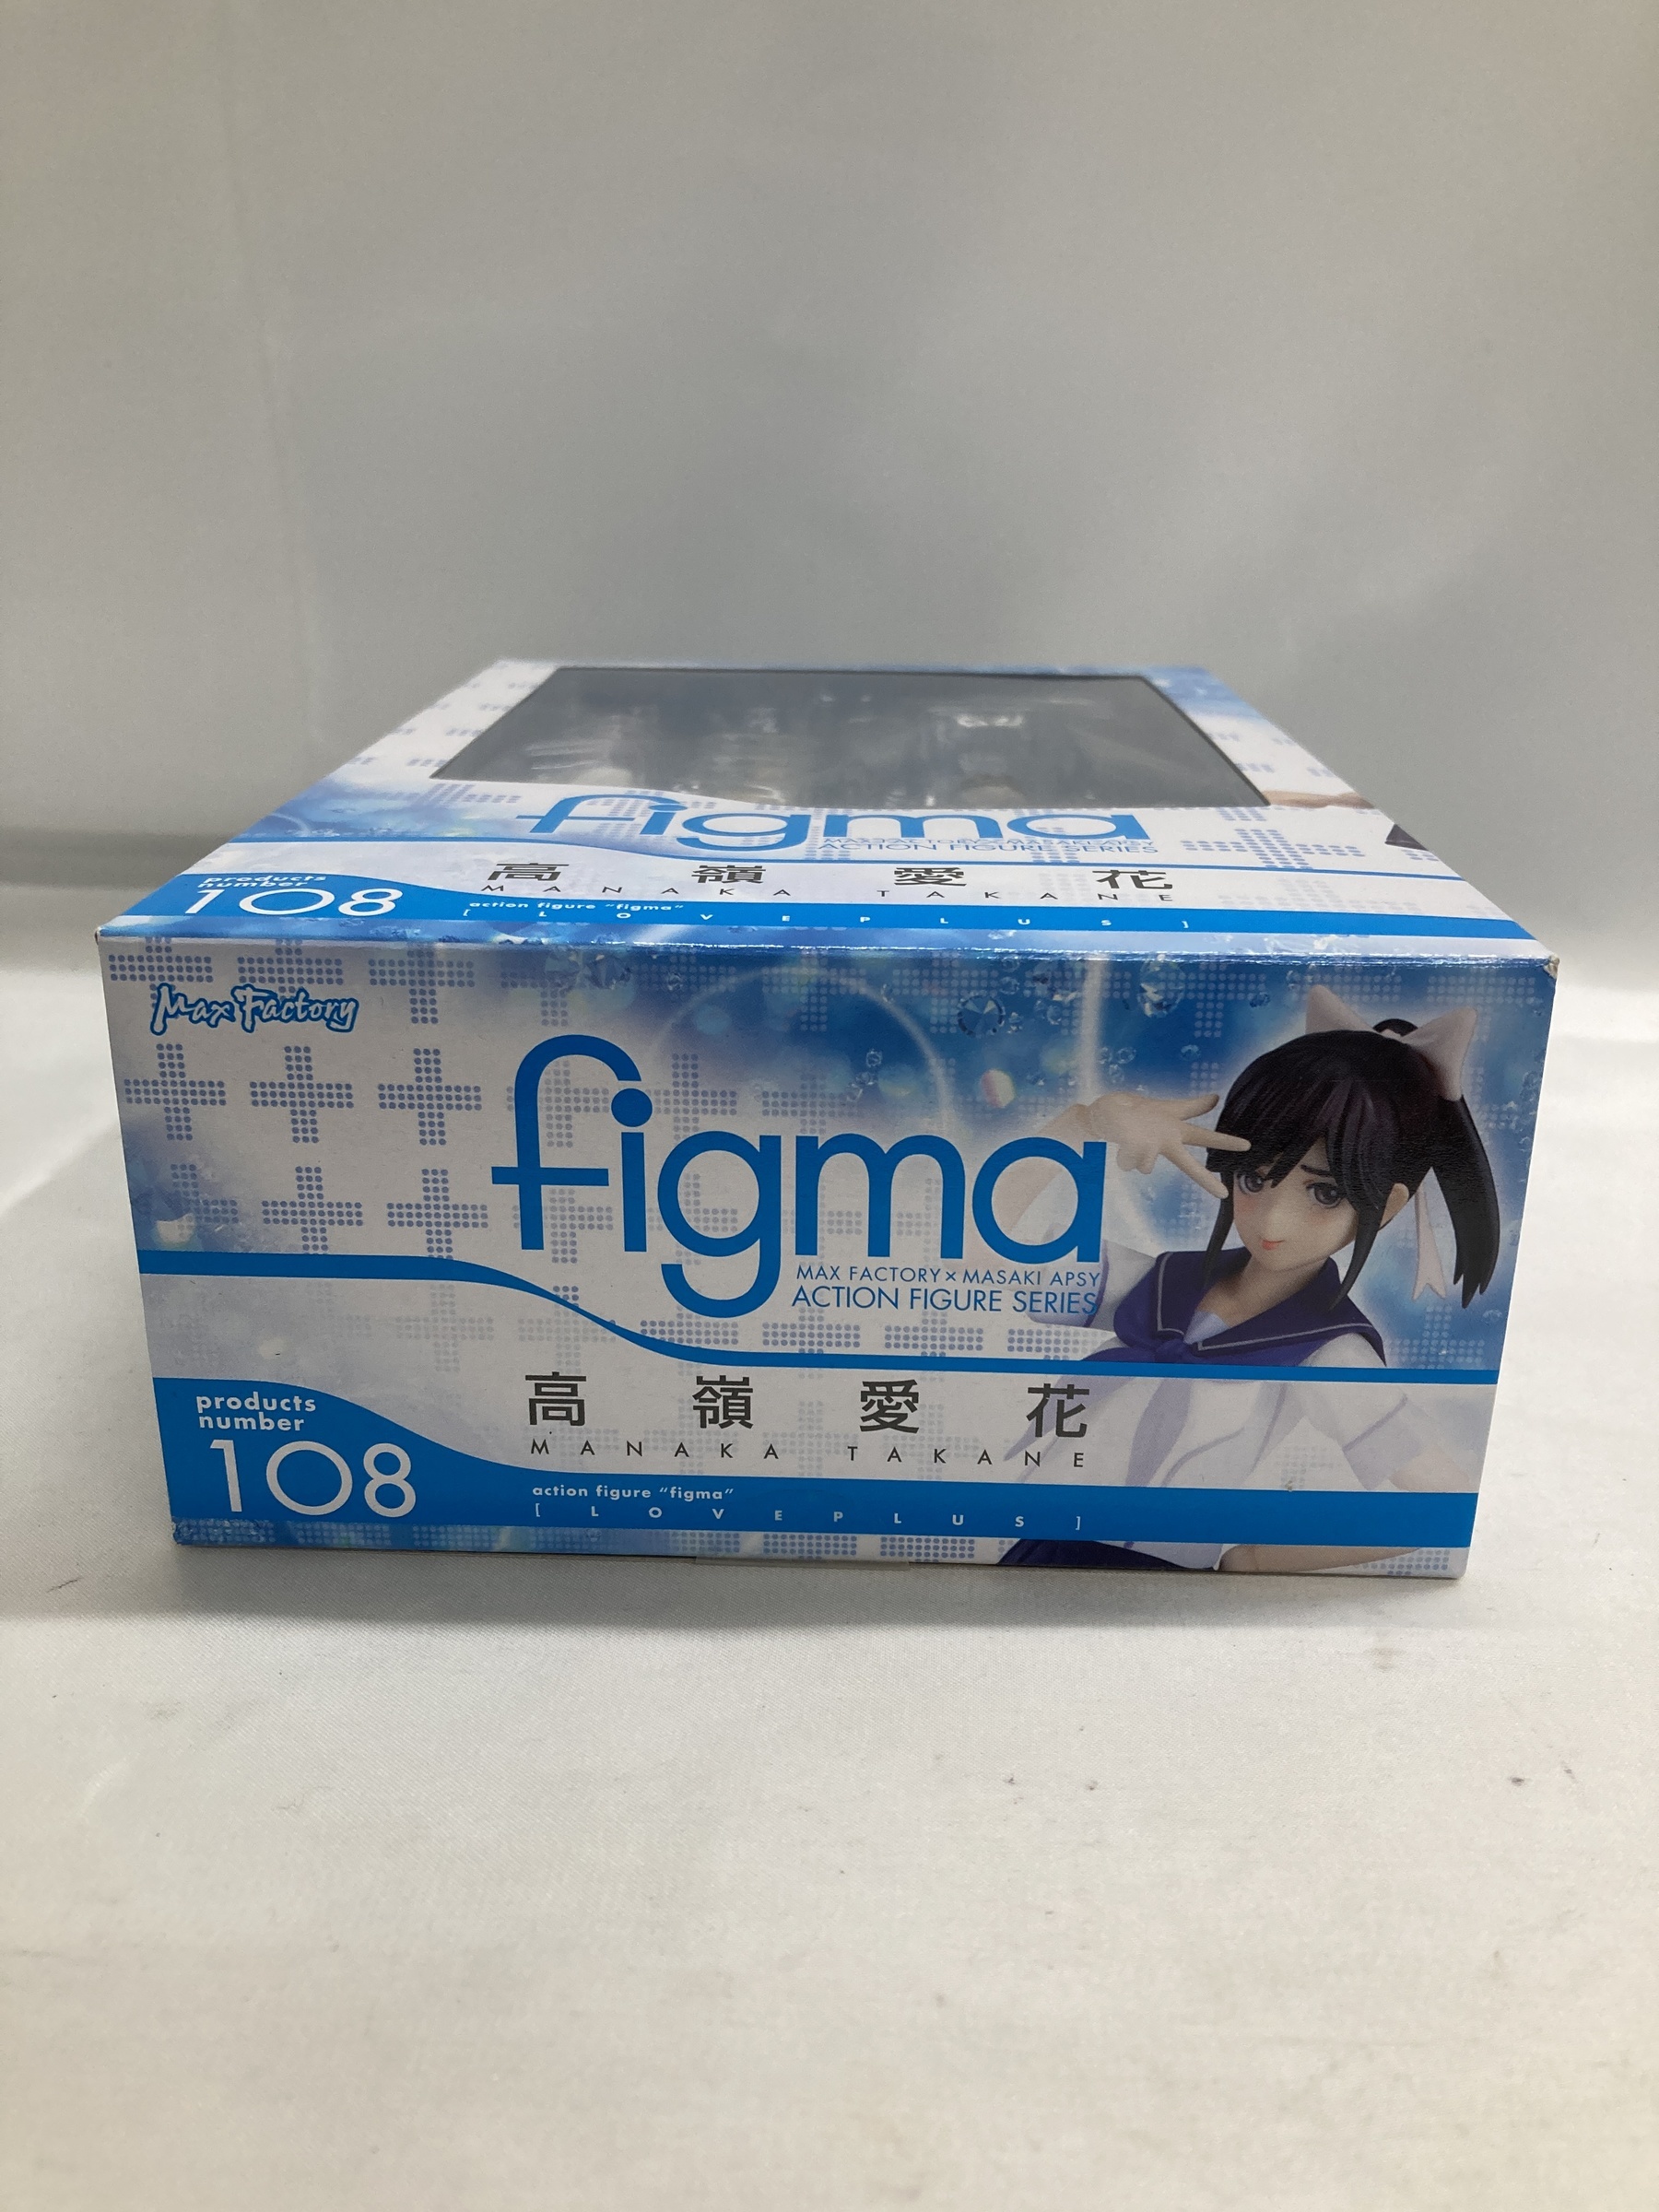 figma
MAX FACTORY×MASAKI APSY
ACTION FIGURE SERIES
高嶺愛花
MANAKA TAKANE
products
number
108
action figure "figma"
[LOVEPLUS]
Max Factory
figma
MAX FACTORY×MASAKI APSY
ACTION FIGURE SERIES
高嶺愛花
MANAKA TAKANE
products
number
108
action figure "figma"
[LOVEPLUS]